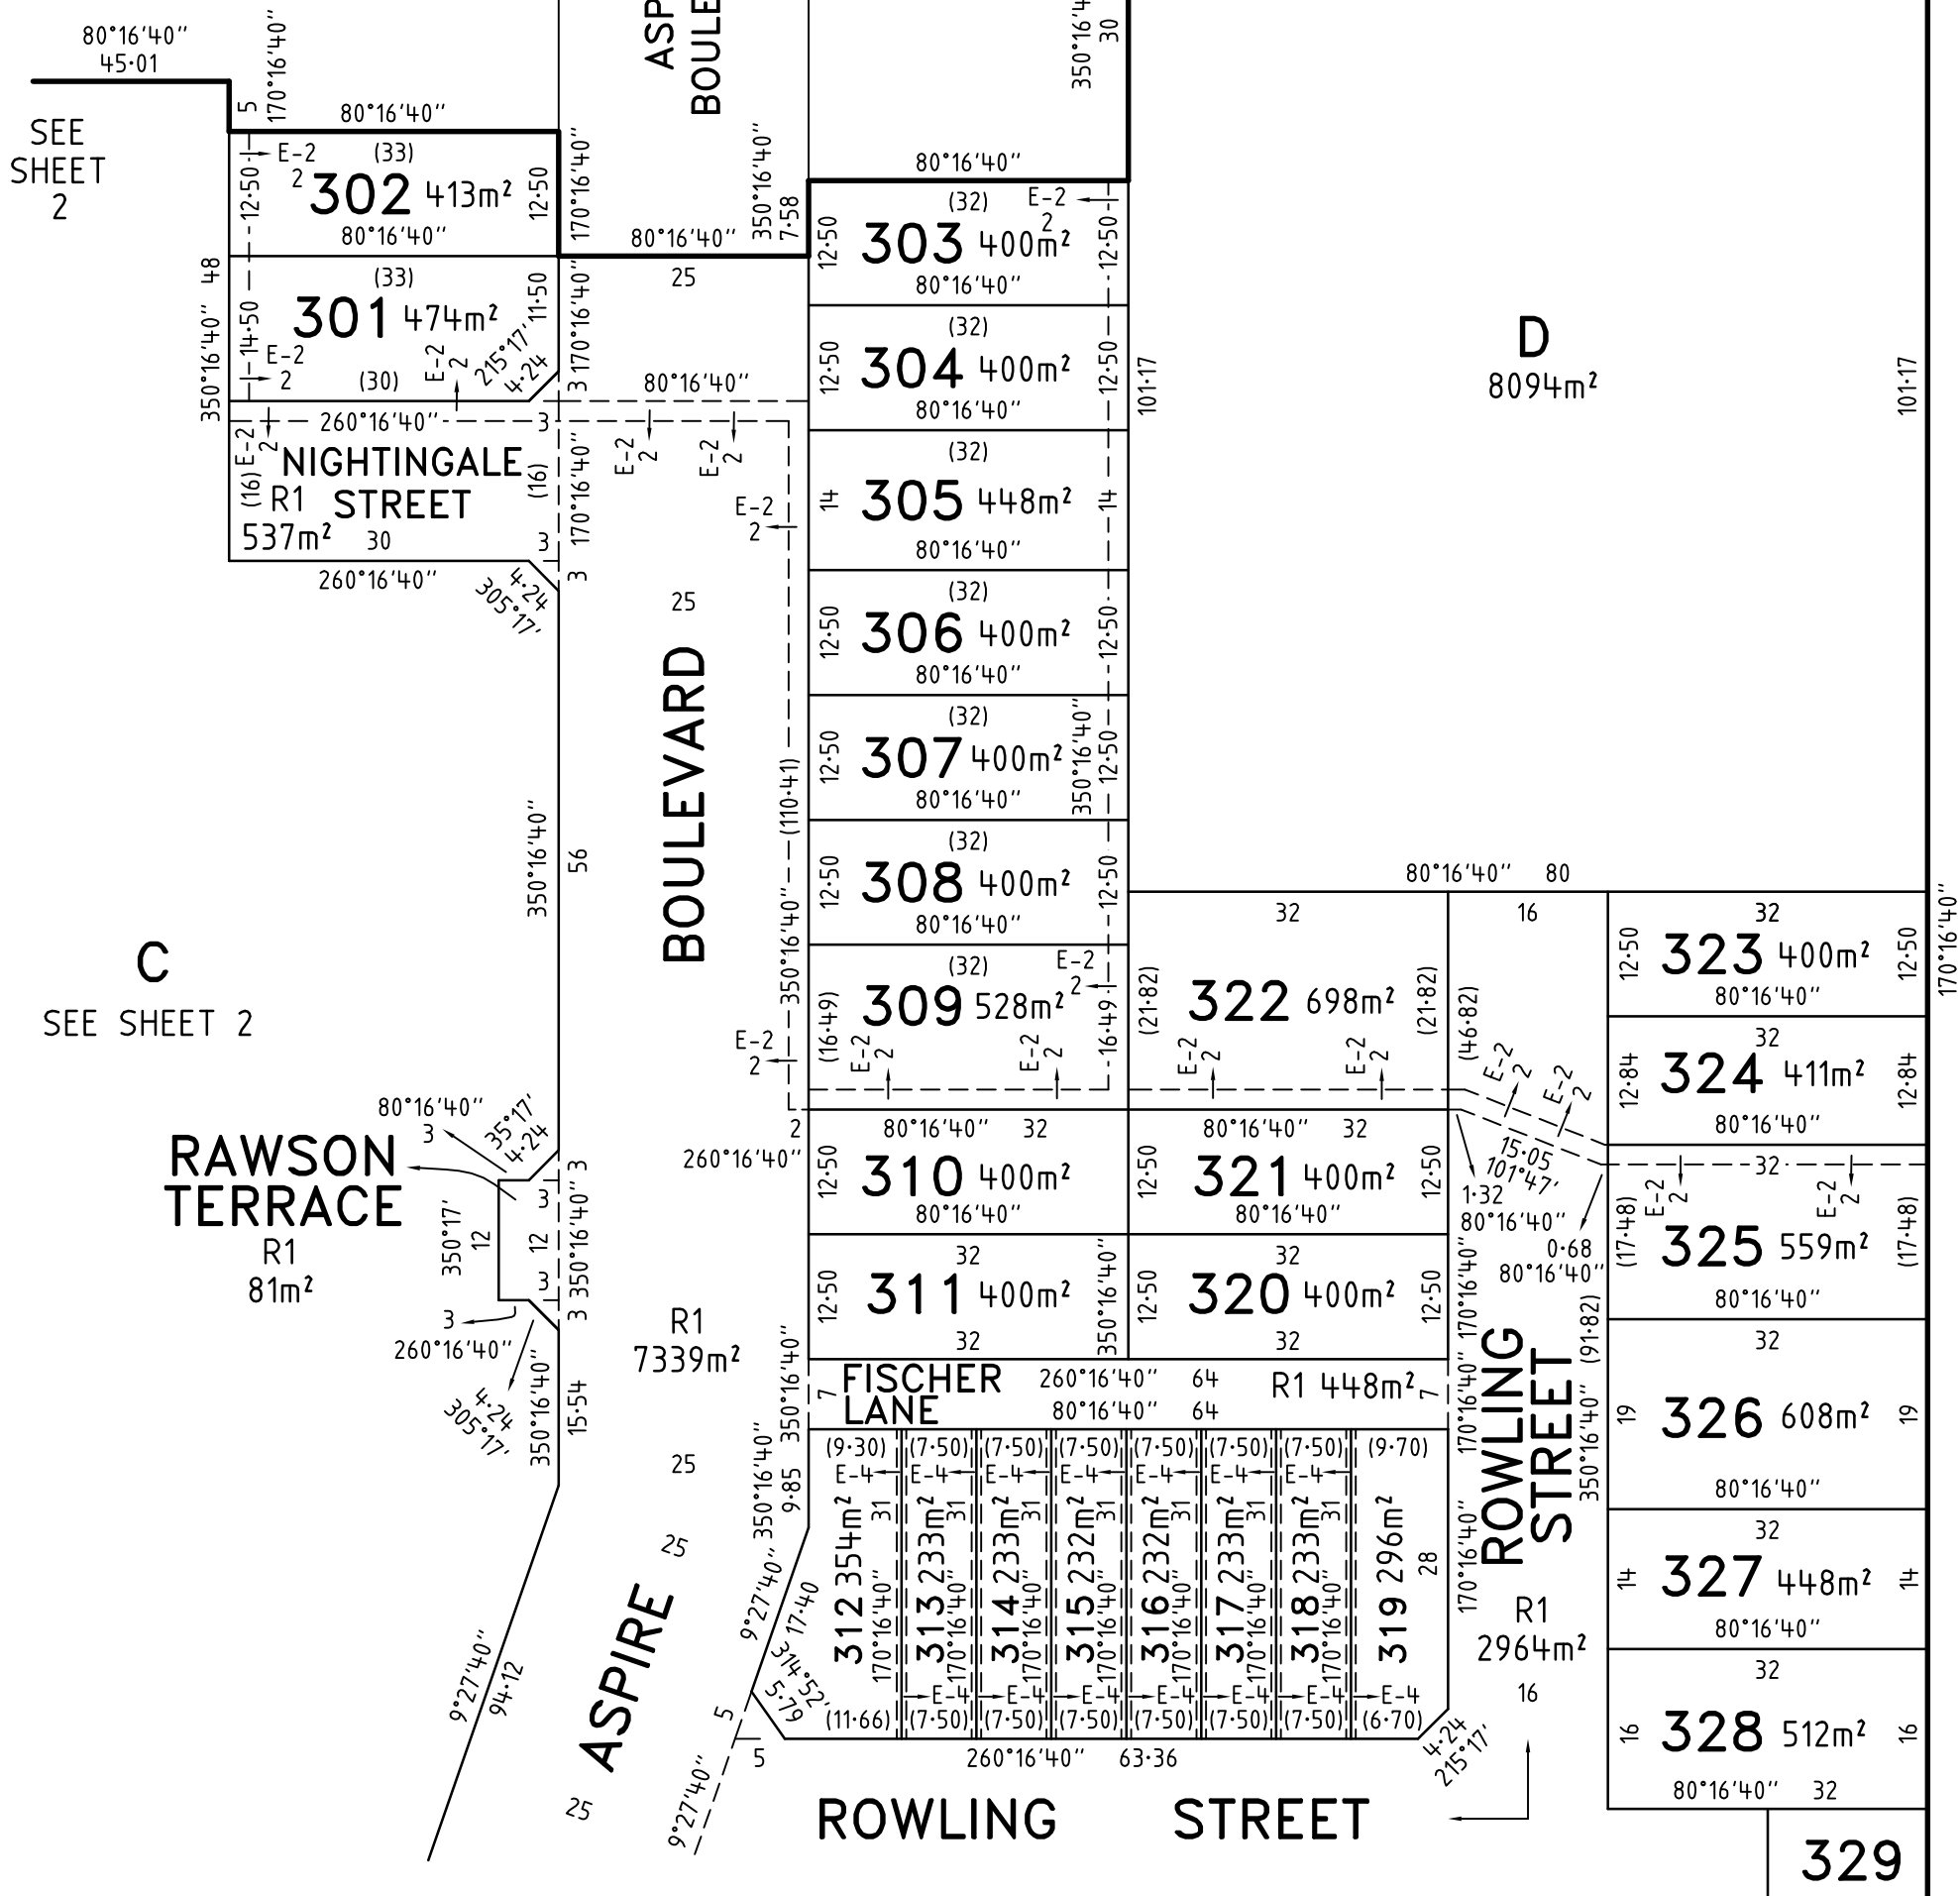 80°16'40"
45·01
SEE
SHEET
2
5
170°16'40"
80°16'40"
E-2
2
(33)
302 413m²
12·50
12·50
80°16'40"
170°16'40"
170°16'40"
ASP
BOULE
350°16'40"
7·58
80°16'40"
25
350°16'4
30
350°16'40" 48
(33)
301 474m²
14·50
11·50
170°16'40"
E-2
2
(30)
E-2
2
215°17'
4·24
3
80°16'40"
260°16'40"
3
E-2
2
NIGHTINGALE
STREET
(16)
R1
537m²
30
(16)
170°16'40"
3
3
260°16'40"
4·24
305°17'
E-2
2
E-2
2
E-2
2
25
BOULEVARD
(110·41)
350°16'40"
350°16'40"
56
E-2
2
80°16'40"
(32)
E-2
2
12·50
303 400m²
12·50
80°16'40"
(32)
12·50
304 400m²
12·50
80°16'40"
(32)
14
305 448m²
14
80°16'40"
(32)
12·50
306 400m²
12·50
80°16'40"
(32)
12·50
307 400m²
350°16'40"
12·50
80°16'40"
(32)
12·50
308 400m²
12·50
80°16'40"
(32)
E-2
2
(16·49)
309 528m²
16·49
E-2
2
E-2
2
101·17
D
8094m²
101·17
80°16'40" 80
170°16'40"
32
(21·82)
322 698m²
(21·82)
E-2
2
E-2
2
16
(46·82)
E-2
2
E-2
2
32
12·50
323 400m²
12·50
80°16'40"
32
12·84
324 411m²
12·84
80°16'40"
15·05
101°47'
1·32
80°16'40"
0·68
80°16'40"
32
E-2
2
E-2
2
(17·48)
325 559m²
(17·48)
80°16'40"
32
19
326 608m²
19
80°16'40"
32
14
327 448m²
14
80°16'40"
32
16
328 512m²
16
80°16'40" 32
329
C
SEE SHEET 2
80°16'40"
3
35°17'
4·24
RAWSON
TERRACE
R1
81m²
350°17'
12
3
3
12
350°16'40"
3
3
3
260°16'40"
4·24
305°17'
350°16'40"
15·54
2
260°16'40"
R1
7339m²
80°16'40" 32
12·50
310 400m²
12·50
80°16'40"
32
12·50
311 400m²
32
350°16'40"
80°16'40" 32
321 400m²
12·50
80°16'40"
32
12·50
320 400m²
12·50
32
170°16'40"
350°16'40"
7
FISCHER
LANE
260°16'40" 64
80°16'40" 64
R1 448m²
7
170°16'40"
ROWLING
STREET
(91·82)
350°16'40"
170°16'40"
R1
2964m²
16
25
25
350°16'40"
9·85
9°27'40"
17·40
314°52'
5·79
(9·30)
(7·50)
(7·50)
(7·50)
(7·50)
(7·50)
(7·50)
(9·70)
E-4
E-4
E-4
E-4
E-4
E-4
E-4
312 354m²
31
170°16'40"
313 233m²
31
170°16'40"
314 233m²
31
170°16'40"
315 232m²
31
170°16'40"
316 232m²
31
170°16'40"
317 233m²
31
170°16'40"
318 233m²
31
170°16'40"
319 296m²
28
E-4
E-4
E-4
E-4
E-4
E-4
E-4
(11·66)
(7·50)
(7·50)
(7·50)
(7·50)
(7·50)
(7·50)
(6·70)
4·24
215°17'
260°16'40" 63·36
5
5
9°27'40"
9°27'40"
94·12
ASPIRE
25
ROWLING STREET